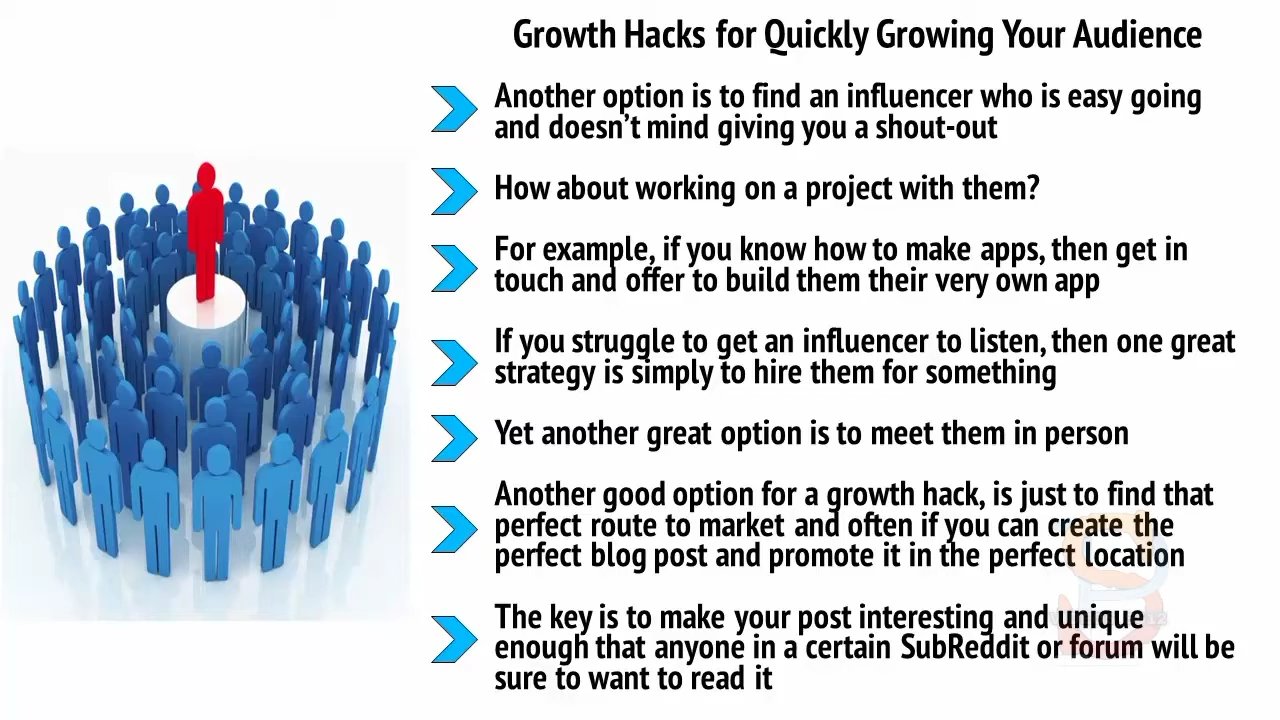 Growth Hacks for Quickly Growing Your Audience
Another option is to find an influencer who is easy going
and doesn’t mind giving you a shout-out
How about working on a project with them?
For example, if you know how to make apps, then get in
touch and offer to build them their very own app
If you struggle to get an influencer to listen, then one great
strategy is simply to hire them for something
Yet another great option is to meet them in person
Another good option for a growth hack, is just to find that
perfect route to market and often if you can create the
perfect blog post and promote it in the perfect location
The key is to make your post interesting and unique
enough that anyone in a certain SubReddit or forum will be
sure to want to read it